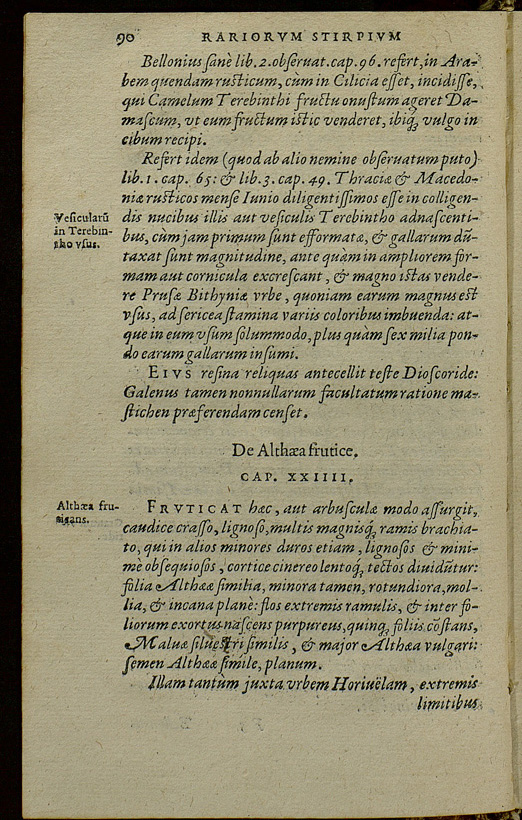 90 RARIORVM STIRPIVM
Bellonius sanè lib. 2. obseruat. cap. 96. refert, in Ara-
bem quendam rusticum, cùm in Cilicia esset, incidisse,
qui Camelum Terebinthi fructu onustum ageret Da-
mascum, vt eum fructum istic venderet, ibiq́ꝫ vulgo in
cibum recipi.
Refert idem (quod ab alio nemine obseruatum puto)
lib. 1. cap. 65: & lib. 3. cap. 49. Thraciæ & Macedo-
niæ rusticos mense Iunio diligentissimos esse in colligen-
dis nucibus illis aut vesiculis Terebintho adnascenti-
bus, cùm jam primum sunt efformatæ, & gallarum dũ-
taxat sunt magnitudine, ante quàm in ampliorem for-
mam aut cornicula excrescant, & magno istas vende-
re Prusæ Bithyniæ vrbe, quoniam earum magnus est
vsus, ad sericea stamina variis coloribus imbuenda: at-
que in eum vsum solummodo, plus quàm sex milia pon-
do earum gallarum insumi.
Vesicularũ
in Terebin-
tho vsus.
EIVS resina reliquas antecellit teste Dioscoride:
Galenus tamen nonnullarum facultatum ratione ma-
stichen præferendam censet.
De Althæa frutice.
CAP. XXIIII.
Althæa fru-
ticans.
FRVTICAT hæc, aut arbusculæ modo assurgit,
caudice crasso, lignoso, multis magnisq́ꝫ ramis brachia-
to, qui in alios minores duros etiam, lignosos & mini-
mè obsequiosos, cortice cinereo lentoq́ꝫ tectos diuidũtur:
folia Althææ similia, minora tamen, rotundiora, mol-
lia, & incana planè: flos extremis ramulis, & inter fo-
liorum exortus nascens purpureus, quinqꝫ foliis cõstans,
Maluæ siluestri similis, & major Althæa vulgari:
semen Althææ simile, planum.
Illam tantùm juxta vrbem Horiuëlam, extremis
limitibus